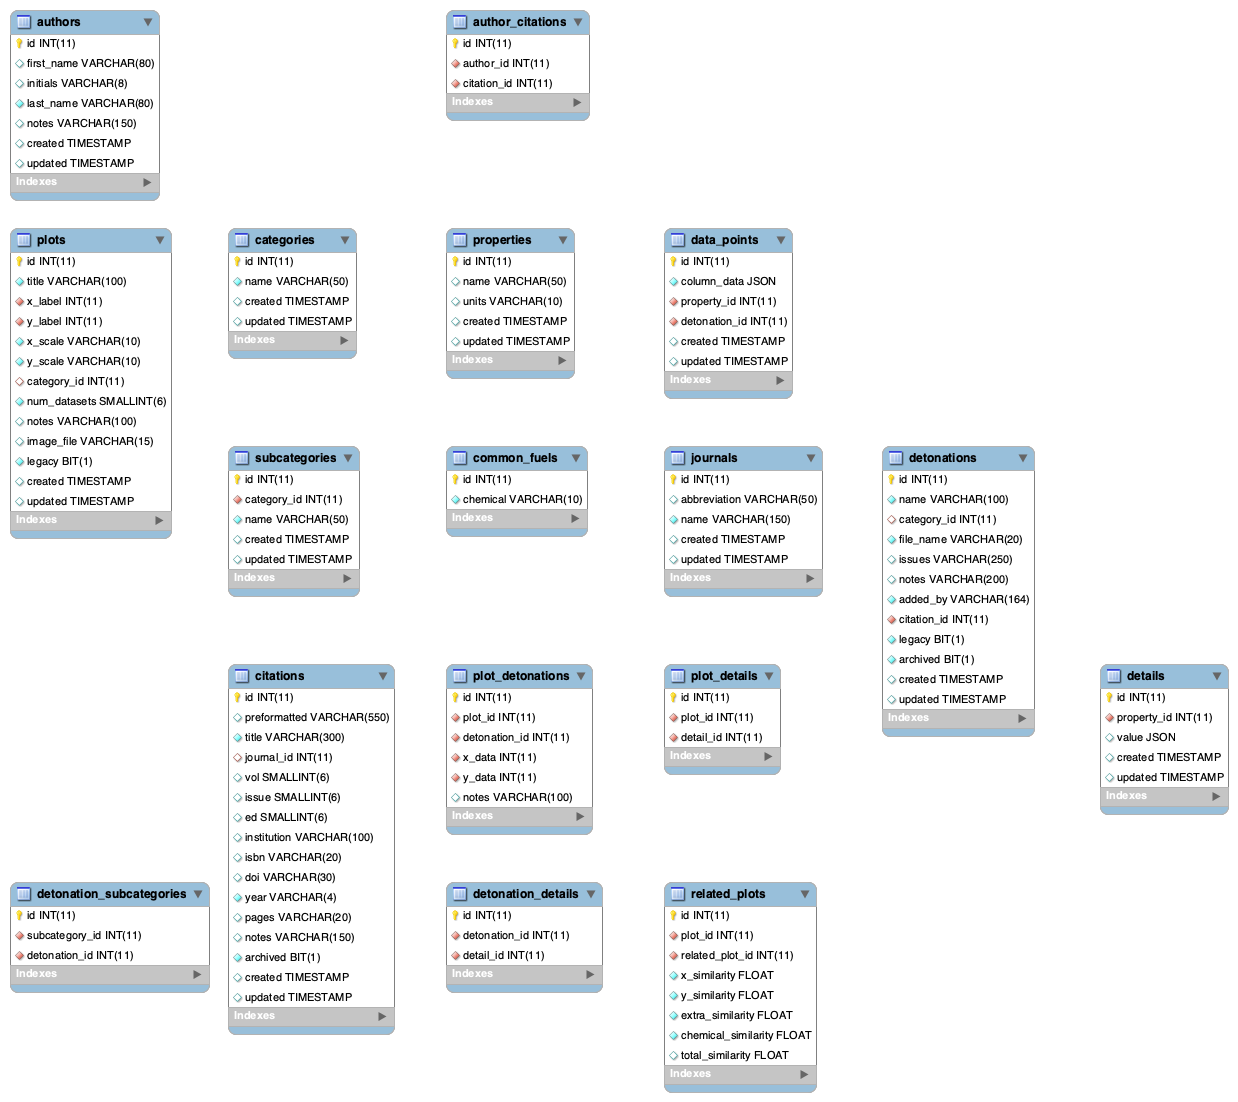 authors
id INT(11)
first_name VARCHAR(80)
initials VARCHAR(8)
last_name VARCHAR(80)
notes VARCHAR(150)
created TIMESTAMP
updated TIMESTAMP
Indexes
author_citations
id INT(11)
author_id INT(11)
citation_id INT(11)
Indexes
plots
id INT(11)
title VARCHAR(100)
x_label INT(11)
y_label INT(11)
x_scale VARCHAR(10)
y_scale VARCHAR(10)
category_id INT(11)
num_datasets SMALLINT(6)
notes VARCHAR(100)
image_file VARCHAR(15)
legacy BIT(1)
created TIMESTAMP
updated TIMESTAMP
Indexes
categories
id INT(11)
name VARCHAR(50)
created TIMESTAMP
updated TIMESTAMP
Indexes
properties
id INT(11)
name VARCHAR(50)
units VARCHAR(10)
created TIMESTAMP
updated TIMESTAMP
Indexes
data_points
id INT(11)
column_data JSON
property_id INT(11)
detonation_id INT(11)
created TIMESTAMP
updated TIMESTAMP
Indexes
subcategories
id INT(11)
category_id INT(11)
name VARCHAR(50)
created TIMESTAMP
updated TIMESTAMP
Indexes
common_fuels
id INT(11)
chemical VARCHAR(10)
Indexes
journals
id INT(11)
abbreviation VARCHAR(50)
name VARCHAR(150)
created TIMESTAMP
updated TIMESTAMP
Indexes
detonations
id INT(11)
name VARCHAR(100)
category_id INT(11)
file_name VARCHAR(20)
issues VARCHAR(250)
notes VARCHAR(200)
added_by VARCHAR(164)
citation_id INT(11)
legacy BIT(1)
archived BIT(1)
created TIMESTAMP
updated TIMESTAMP
Indexes
citations
id INT(11)
preformatted VARCHAR(550)
title VARCHAR(300)
journal_id INT(11)
vol SMALLINT(6)
issue SMALLINT(6)
ed SMALLINT(6)
institution VARCHAR(100)
isbn VARCHAR(20)
doi VARCHAR(30)
year VARCHAR(4)
pages VARCHAR(20)
notes VARCHAR(150)
archived BIT(1)
created TIMESTAMP
updated TIMESTAMP
Indexes
plot_detonations
id INT(11)
plot_id INT(11)
detonation_id INT(11)
x_data INT(11)
y_data INT(11)
notes VARCHAR(100)
Indexes
plot_details
id INT(11)
plot_id INT(11)
detail_id INT(11)
Indexes
details
id INT(11)
property_id INT(11)
value JSON
created TIMESTAMP
updated TIMESTAMP
Indexes
detonation_subcategories
id INT(11)
subcategory_id INT(11)
detonation_id INT(11)
Indexes
detonation_details
id INT(11)
detonation_id INT(11)
detail_id INT(11)
Indexes
related_plots
id INT(11)
plot_id INT(11)
related_plot_id INT(11)
x_similarity FLOAT
y_similarity FLOAT
extra_similarity FLOAT
chemical_similarity FLOAT
total_similarity FLOAT
Indexes